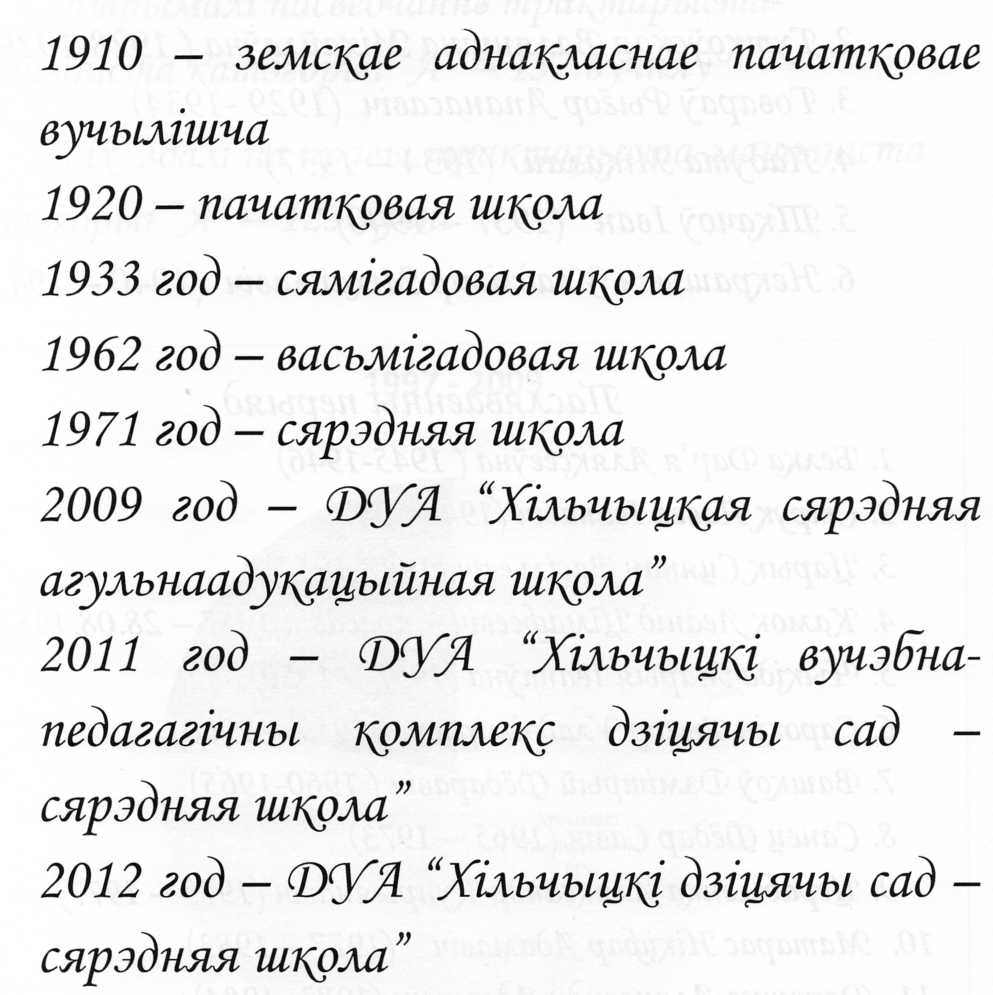 1910 – земскае аднакласнае пачатковае
вучылішча
1920 – пачатковая школа
1933 год – сямігадовая школа
1962 год – васьмігадовая школа
1971 год – сярэдняя школа
2009 год – ДУА “Хільчыцкая сярэдняя
агульнаадукацыйная школа”
2011 год – ДУА “Хільчыцкі вучэбна-
педагагічны комплекс дзіцячы сад –
сярэдняя школа”
2012 год – ДУА “Хільчыцкі дзіцячы сад –
сярэдняя школа”